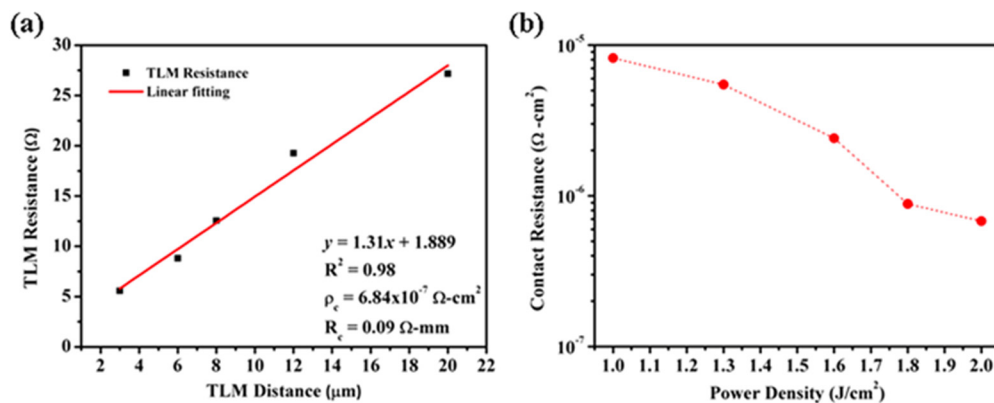 (a)
30
25
20
15
10
5
0
TLM Resistance (Ω)
TLM Resistance
Linear fitting
y = 1.31x + 1.889
R² = 0.98
ρc = 6.84x10⁻⁷ Ω-cm²
Rc = 0.09 Ω-mm
2 4 6 8 10 12 14 16 18 20 22
TLM Distance (μm)
(b)
10⁻⁵
10⁻⁶
10⁻⁷
Contact Resistance (Ω -cm²)
1.0 1.1 1.2 1.3 1.4 1.5 1.6 1.7 1.8 1.9 2.0
Power Density (J/cm²)